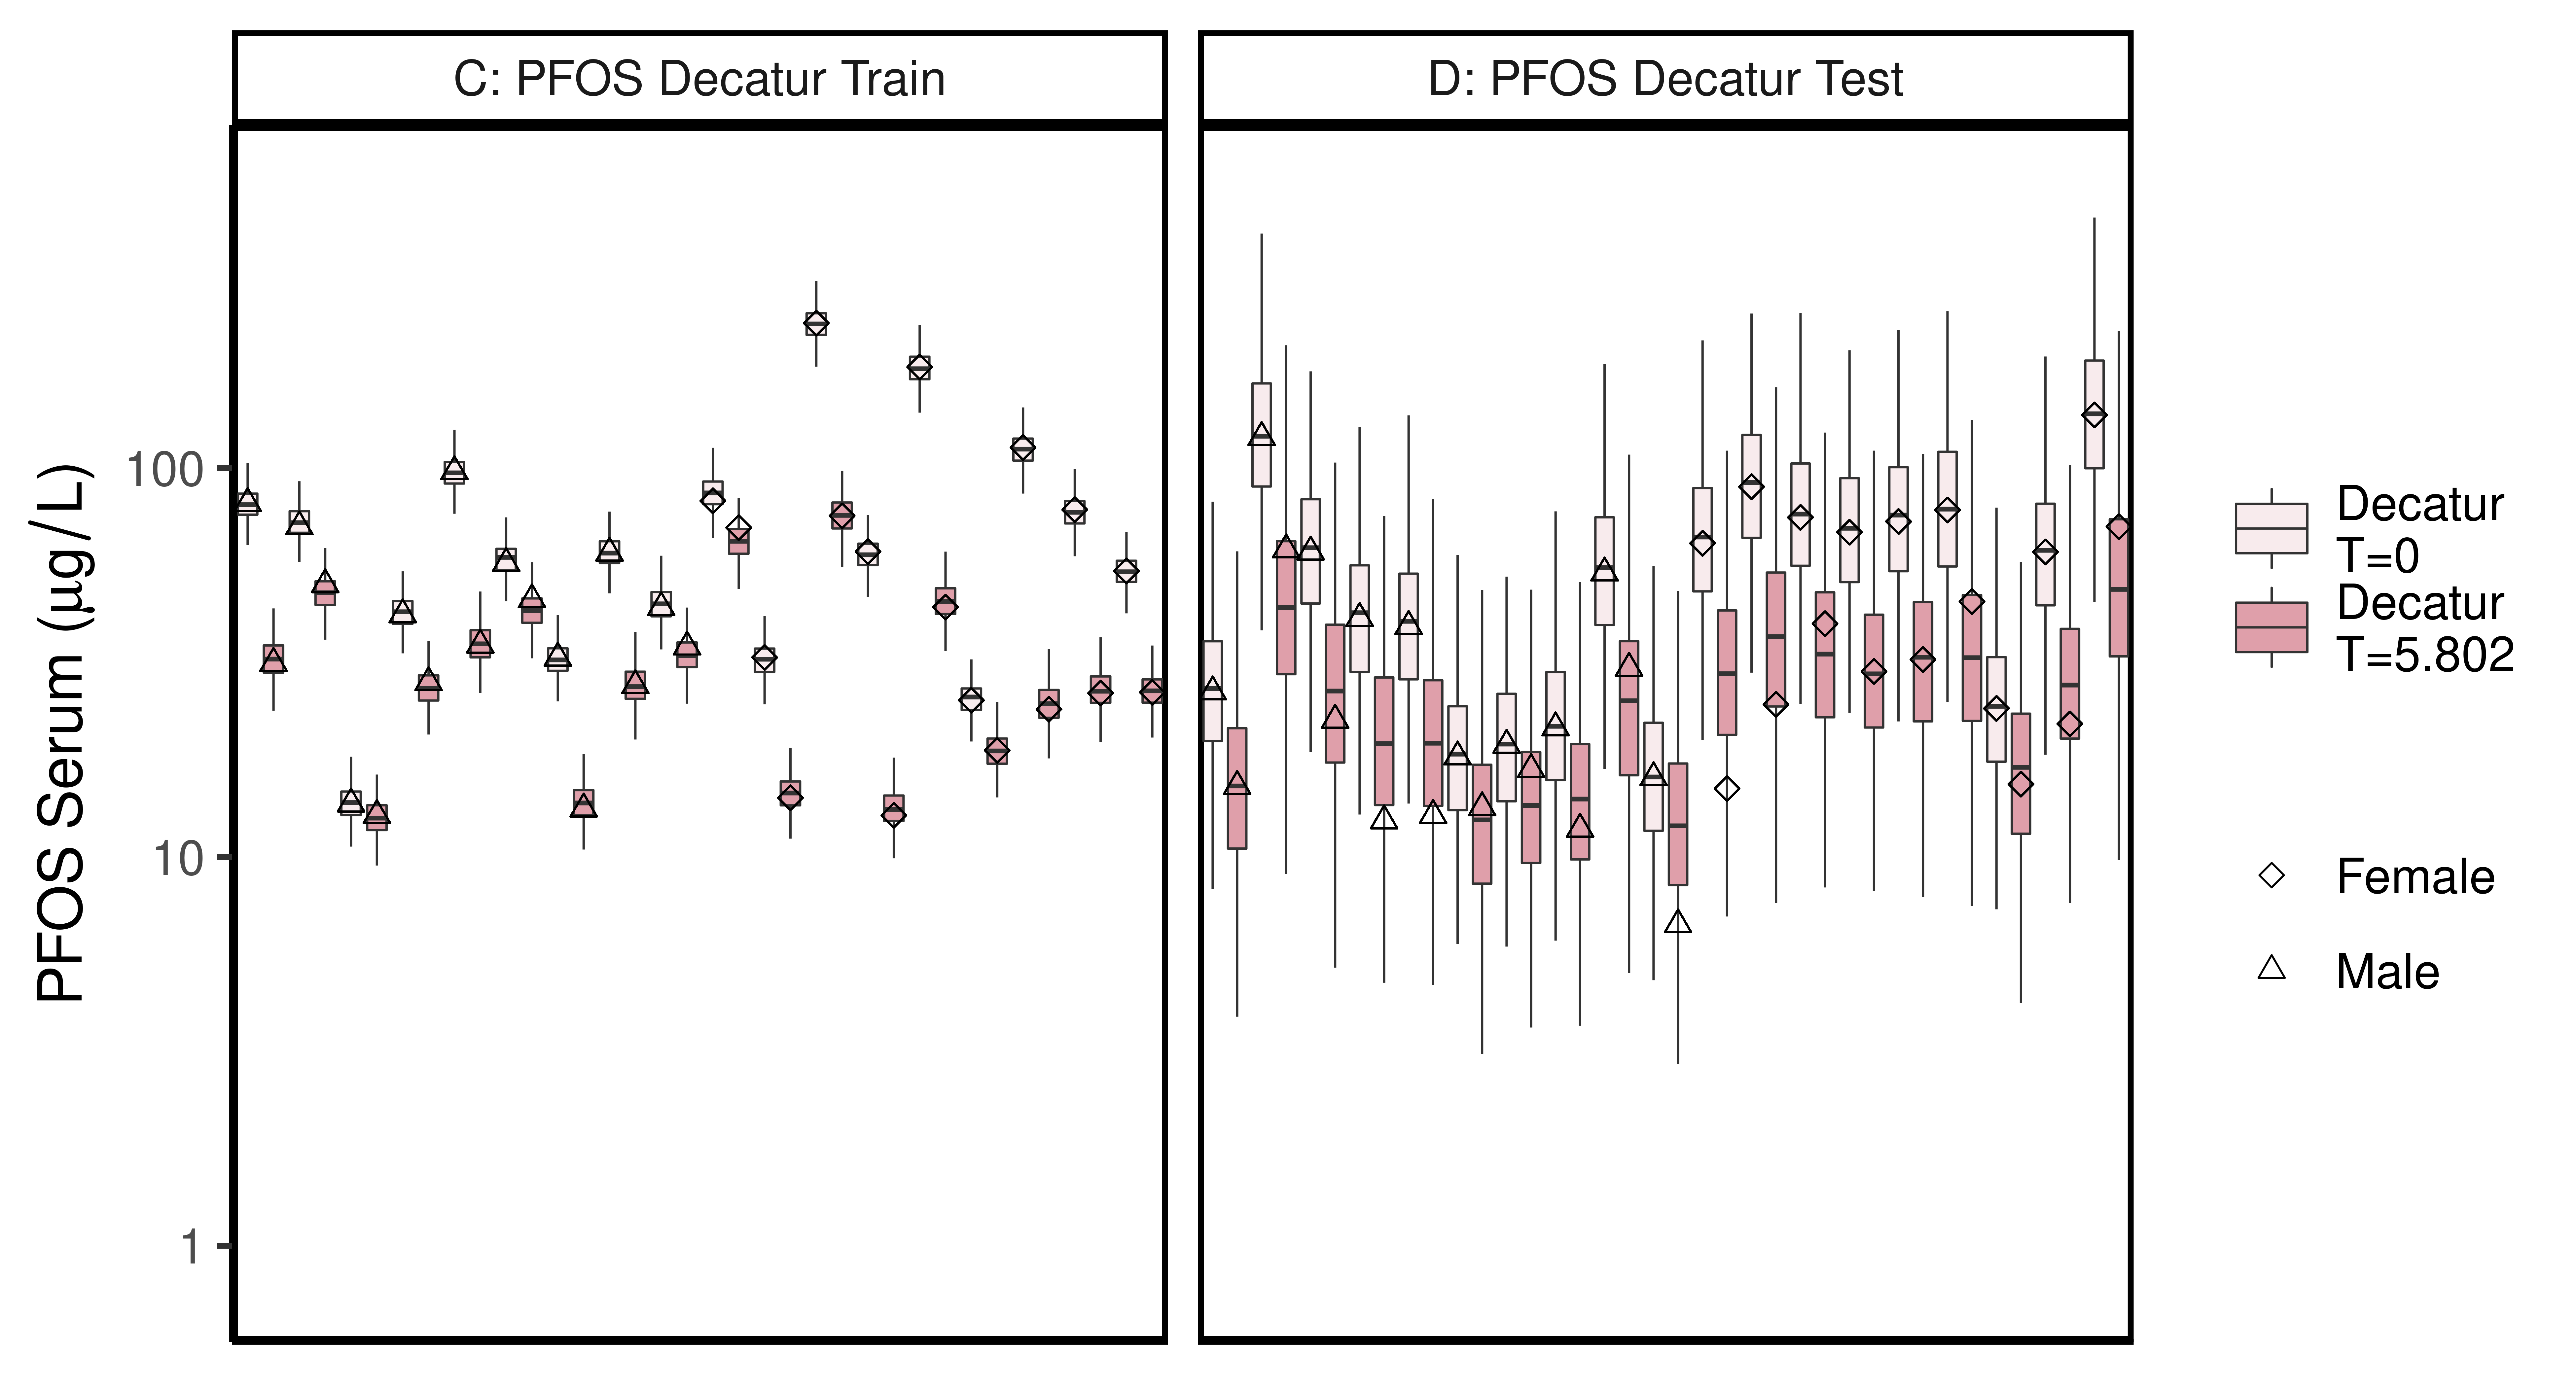 C: PFOS Decatur Train
D: PFOS Decatur Test
PFOS Serum (μg/L)
100
10
1
Decatur
T=0
Decatur
T=5.802
Female
Male